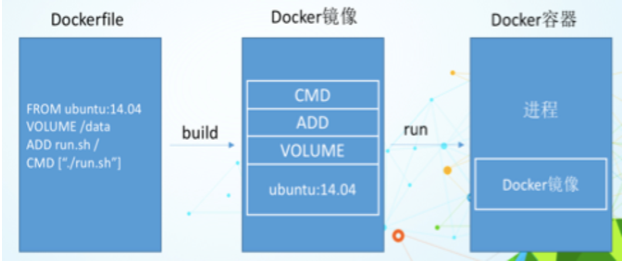 Dockerfile
FROM ubuntu:14.04
VOLUME /data
ADD run.sh /
CMD [“./run.sh”]
build
Docker镜像
CMD
ADD
VOLUME
ubuntu:14.04
run
Docker容器
进程
Docker镜像